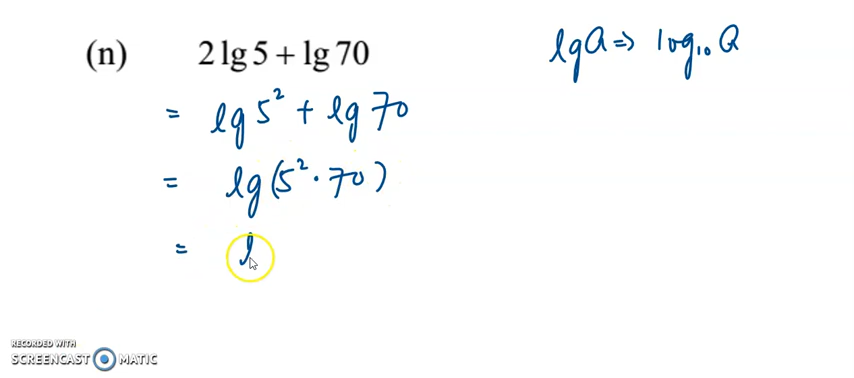 (n) 2 lg 5 + lg 70
lg a ⇒ log₁₀ a
= lg 5² + lg 70
= lg (5² · 70)
= l
RECORDED WITH
SCREENCAST MATIC